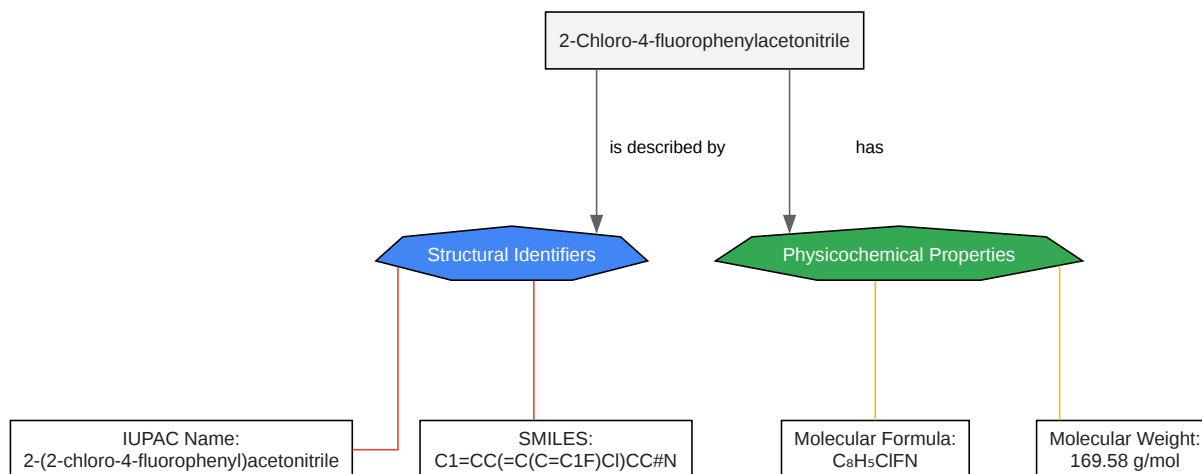 2-Chloro-4-fluorophenylacetonitrile
is described by
has
Structural Identifiers
Physicochemical Properties
IUPAC Name:
2-(2-chloro-4-fluorophenyl)acetonitrile
SMILES:
C1=CC(=C(C=C1F)Cl)CC#N
Molecular Formula:
C₈H₅ClFN
Molecular Weight:
169.58 g/mol